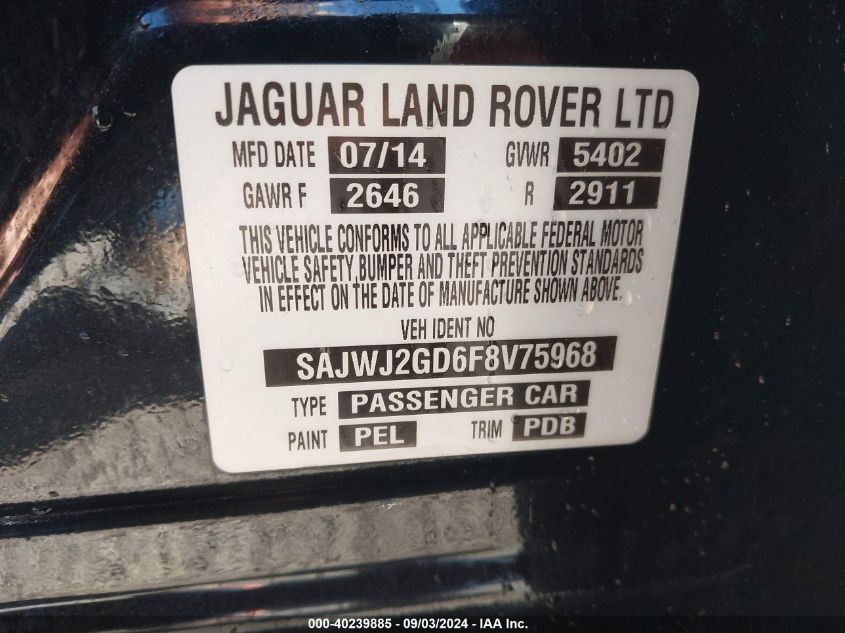 JAGUAR LAND ROVER LTD
MFD DATE 07/14 GVWR 5402
GAWR F 2646 R 2911
THIS VEHICLE CONFORMS TO ALL APPLICABLE FEDERAL MOTOR
VEHICLE SAFETY,BUMPER AND THEFT PREVENTION STANDARDS
IN EFFECT ON THE DATE OF MANUFACTURE SHOWN ABOVE.
VEH IDENT NO
SAJWJ2GD6F8V75968
TYPE PASSENGER CAR
PAINT PEL TRIM PDB
000-40239885 - 09/03/2024 - IAA Inc.